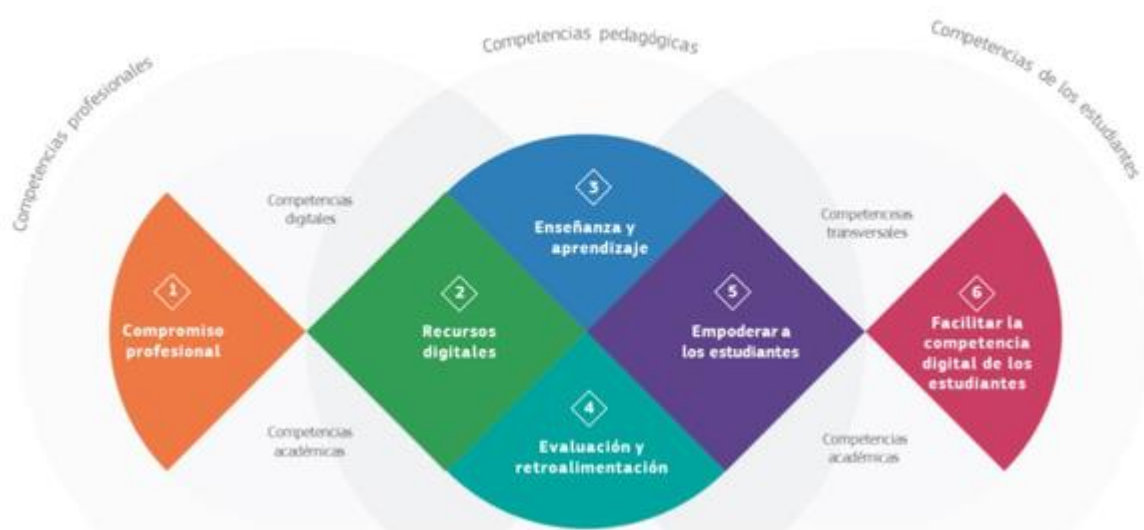 Competencias profesionales
Competencias pedagógicas
Competencias de los estudiantes
Competencias
digitales
Competenceias
transversales
1
Compromiso
profesional
2
Recursos
digitales
3
Enseñanza y
aprendizaje
4
Evaluación y
retroalimentación
5
Empoderar a
los estudiantes
6
Facilitar la
competencia
digital de los
estudiantes
Competencias
académicas
Competencias
académicas